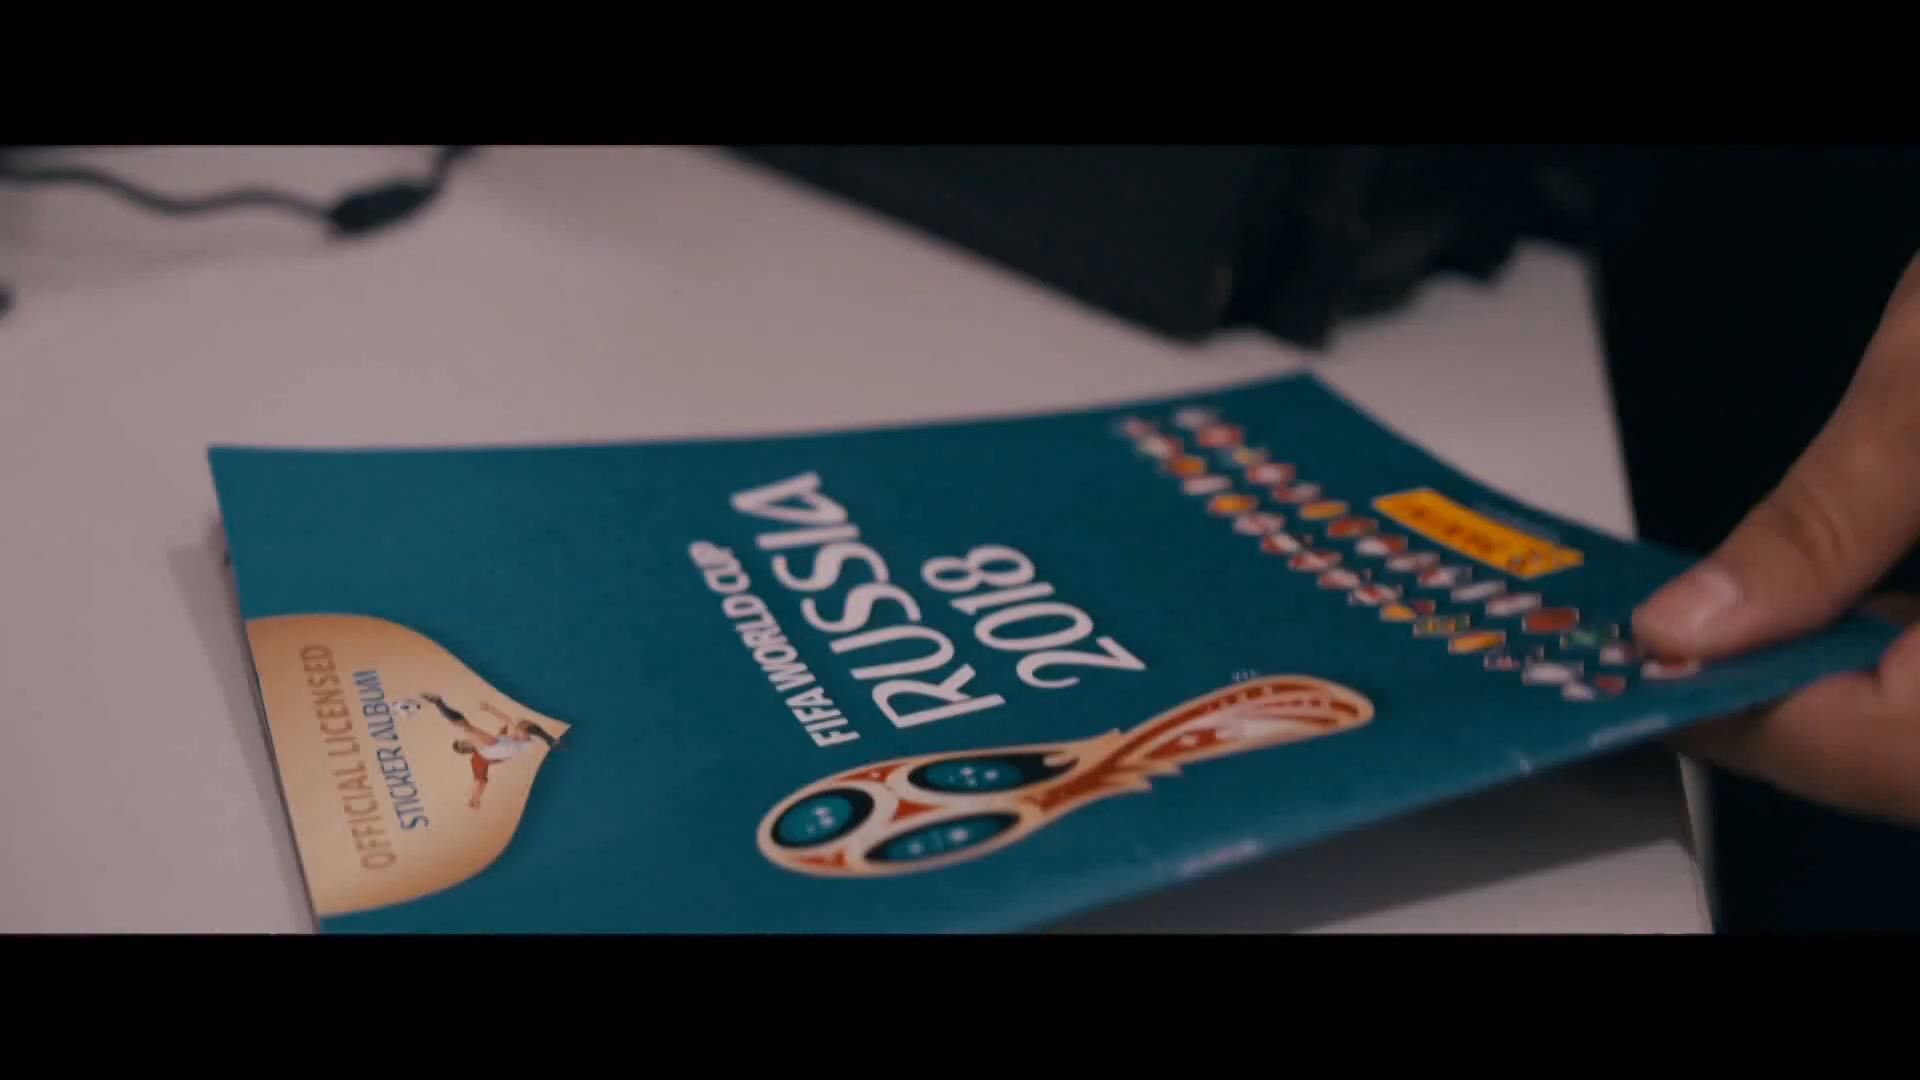 FIFA WORLD CUP
RUSSIA
2018
OFFICIAL LICENSED
STICKER ALBUM